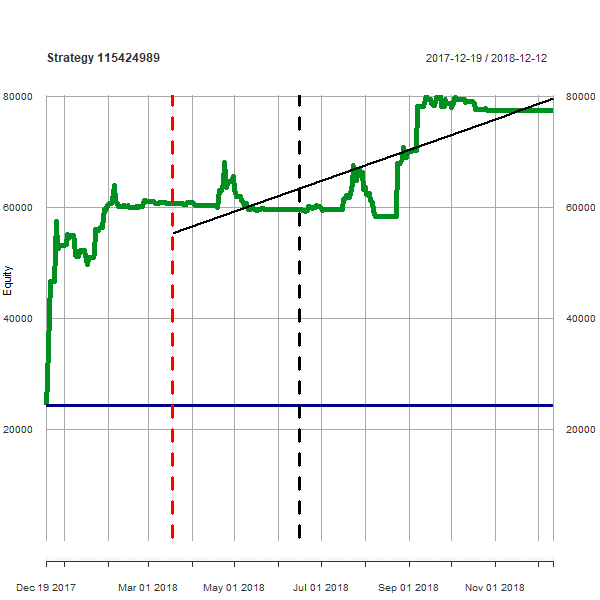 Strategy 115424989
2017-12-19 / 2018-12-12
80000
80000
60000
60000
Equity
40000
40000
20000
20000
Dec 19 2017
Mar 01 2018
May 01 2018
Jul 01 2018
Sep 01 2018
Nov 01 2018